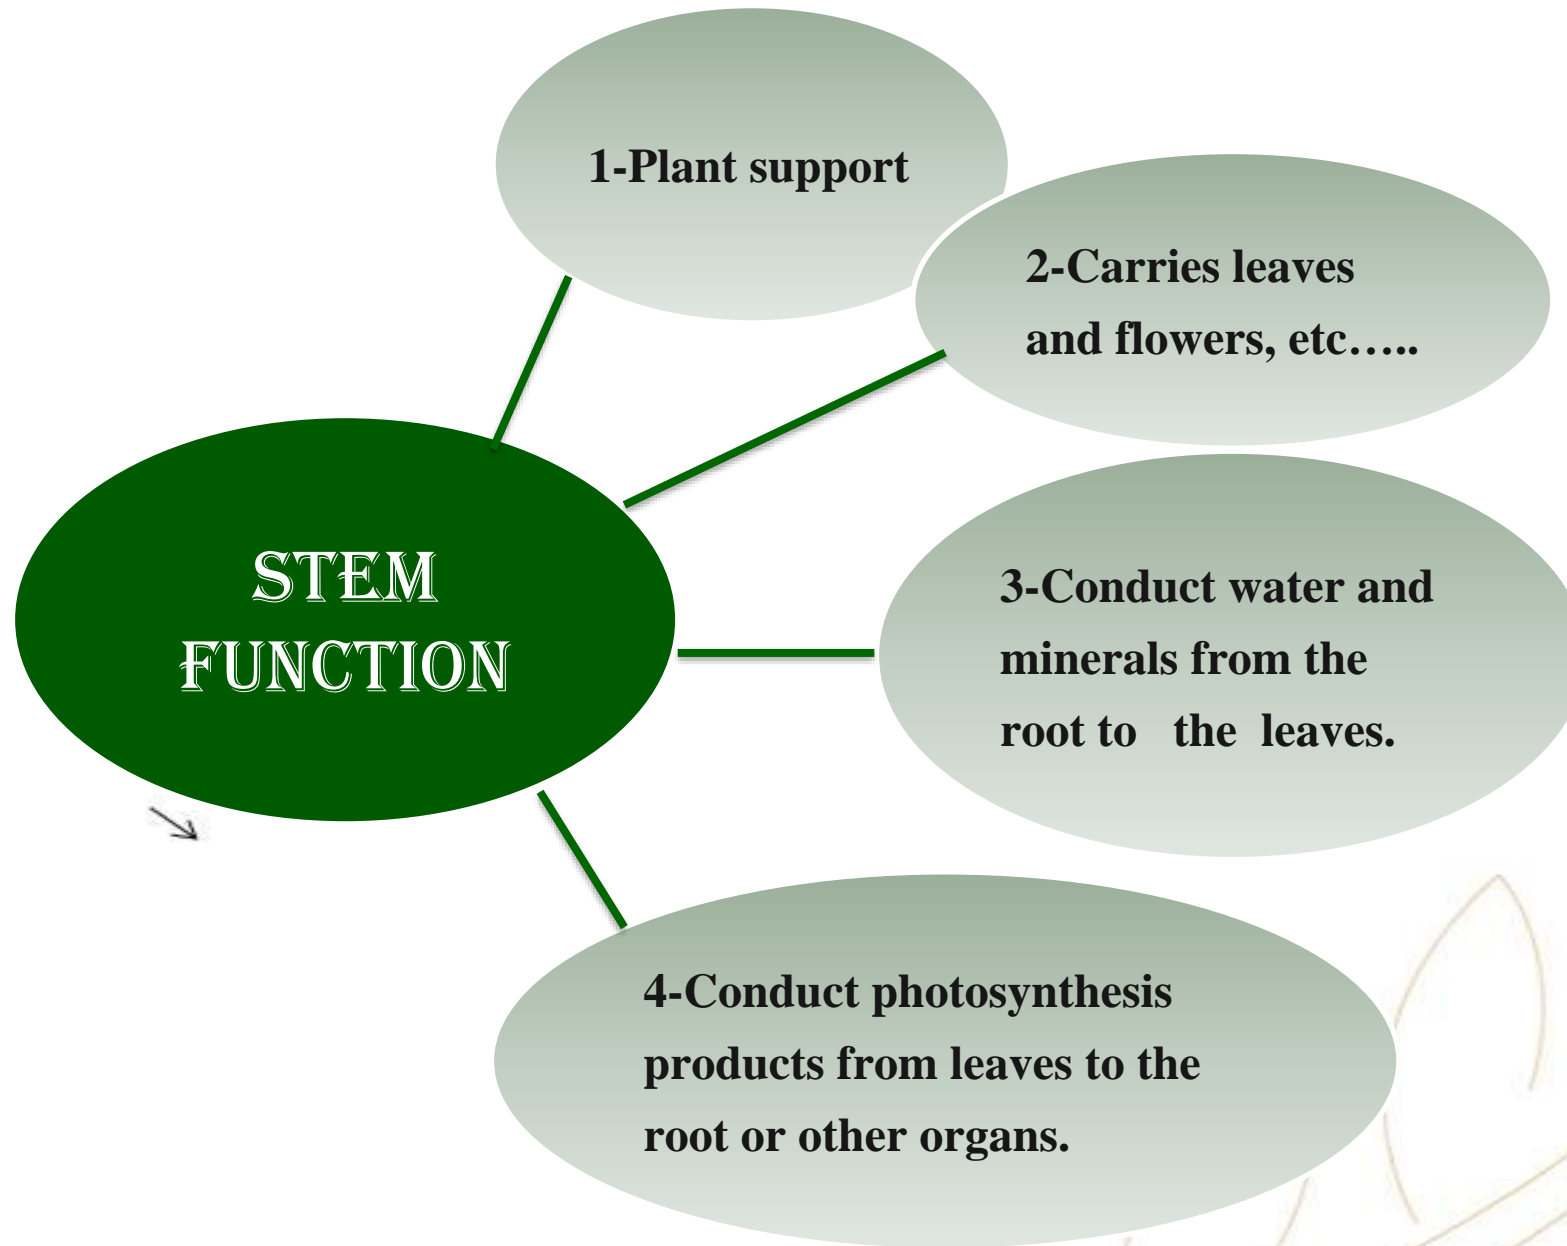 1-Plant support
2-Carries leaves
and flowers, etc…..
STEM
FUNCTION
3-Conduct water and
minerals from the
root to   the  leaves.
4-Conduct photosynthesis
products from leaves to the
root or other organs.